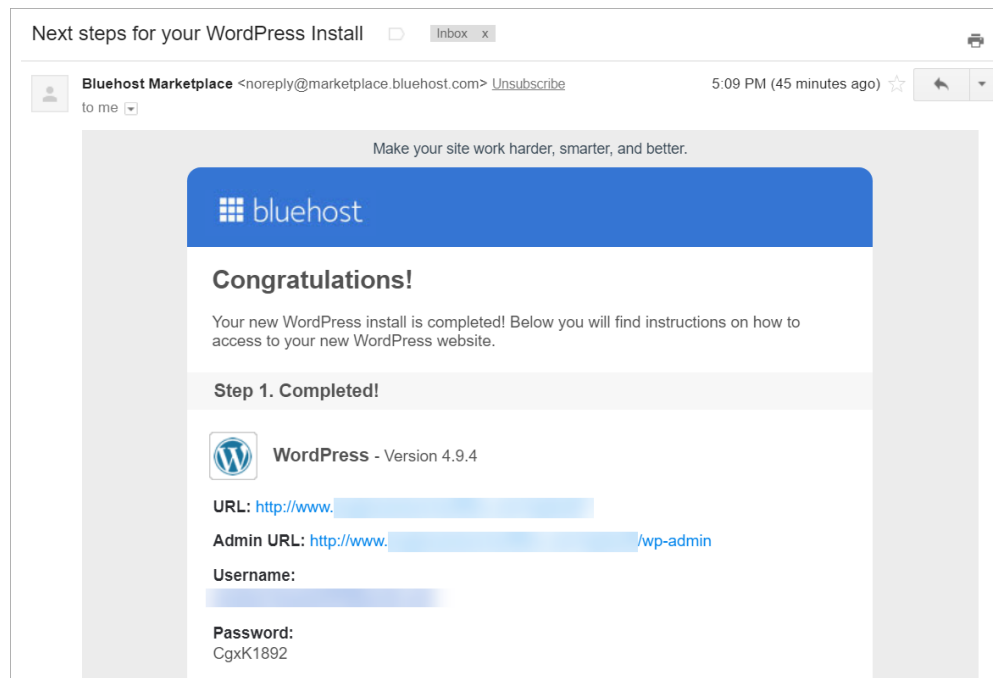 Next steps for your WordPress Install
Inbox x
Bluehost Marketplace <noreply@marketplace.bluehost.com> Unsubscribe
5:09 PM (45 minutes ago)
to me
Make your site work harder, smarter, and better.
bluehost
Congratulations!
Your new WordPress install is completed! Below you will find instructions on how to
access to your new WordPress website.
Step 1. Completed!
WordPress - Version 4.9.4
URL: http://www.
Admin URL: http://www. /wp-admin
Username:
Password:
CgxK1892